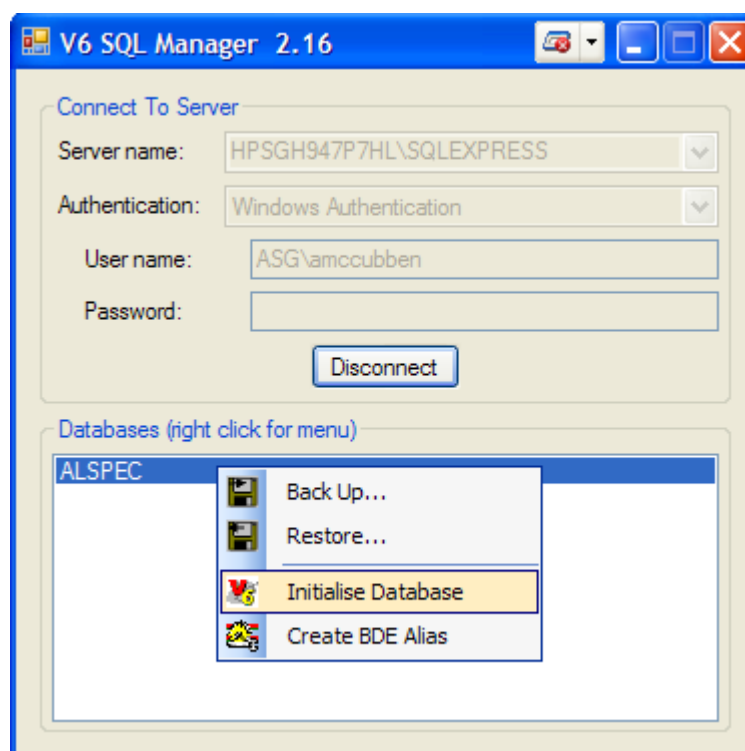 V6 SQL Manager 2.16
Connect To Server
Server name: HPSGH947P7HL\SQLEXPRESS
Authentication: Windows Authentication
User name: ASG\amccubben
Password:
Disconnect
Databases (right click for menu)
ALSPEC
Back Up...
Restore...
Initialise Database
Create BDE Alias